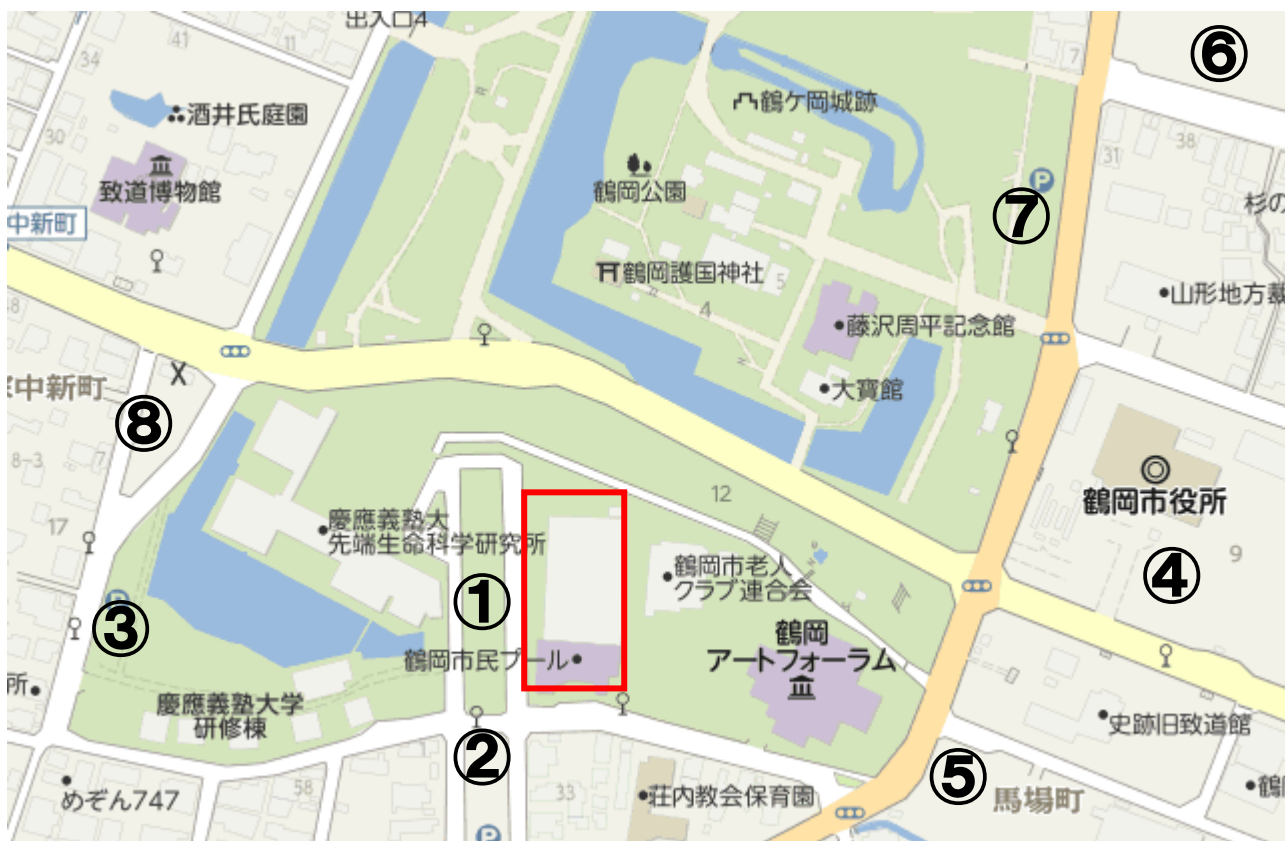 出入口4
41
11
34
⑥
7
鶴ケ岡城跡
酒井氏庭園
30
38
31
P
致道博物館
鶴岡公園
⑦
杉の
中新町
鶴岡護国神社
5
4
山形地方裁
藤沢周平記念館
大寶館
中新町
⑧
8-3
7
12
鶴岡市役所
17
慶應義塾大
先端生命科学研究所
9
鶴岡市老人
クラブ連合会
④
①
P
③
鶴岡
アートフォーラム
鶴岡市民プール
所
慶應義塾大学
研修棟
史跡旧致道館
②
⑤
めぞん747
58
33
荘内教会保育園
馬場町
鶴
P